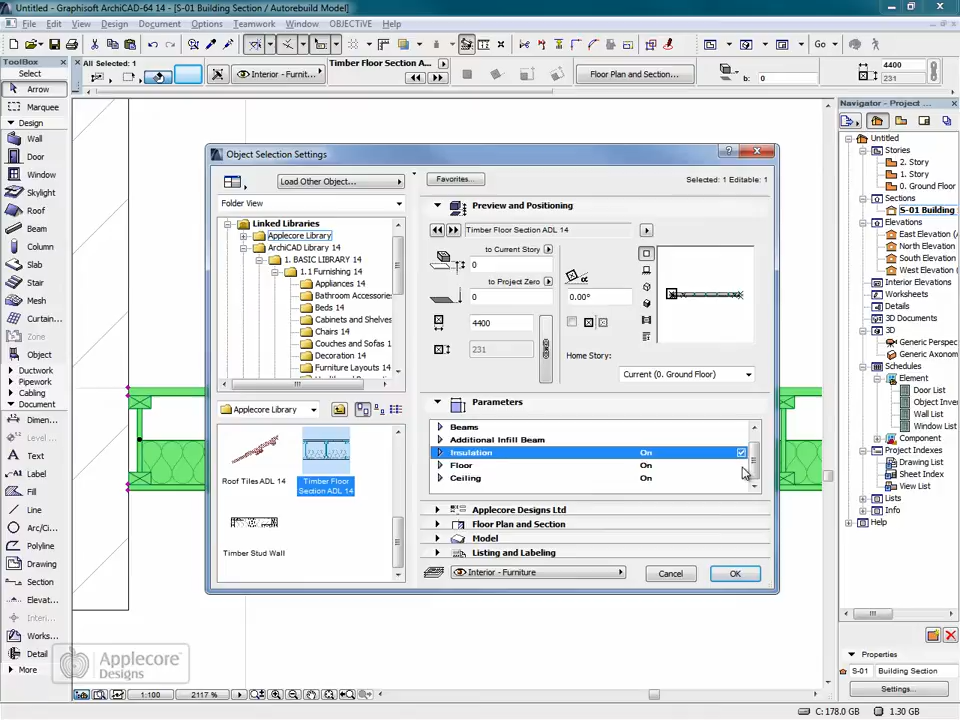 Untitled - Graphisoft ArchiCAD-64 14 - [S-01 Building Section / Autorebuild Model]
File Edit View Design Document Options Teamwork Window OBJECTiVE Help
ToolBox
Select
Arrow
Marquee
Design
Wall
Door
Window
Skylight
Roof
Beam
Column
Slab
Stair
Mesh
Curtain...
Zone
Object
Ductwork
Pipework
Cabling
Document
Dimen...
Level ...
Text
Label
Fill
Line
Arc/Ci...
Polyline
Drawing
Section
Elevat...
Interi...
Works...
Detail
More
All Selected: 1
Interior - Furnit...
Timber Floor Section A...
Floor Plan and Section...
b: 0
4400
231
Go
Object Selection Settings
Load Other Object...
Folder View
Linked Libraries
Applecore Library
ArchiCAD Library 14
1. BASIC LIBRARY 14
1.1 Furnishing 14
Appliances 14
Bathroom Accessories
Beds 14
Cabinets and Shelves
Chairs 14
Couches and Sofas 1
Decoration 14
Furniture Layouts 14
Applecore Library
Roof Tiles ADL 14
Timber Floor Section ADL 14
Timber Stud Wall
Favorites...
Selected: 1 Editable: 1
Preview and Positioning
Timber Floor Section ADL 14
to Current Story
0
to Project Zero
0
0.00°
4400
231
Home Story:
Current (0. Ground Floor)
Parameters
Beams
Additional Infill Beam
Insulation On
Floor On
Ceiling On
Applecore Designs Ltd
Floor Plan and Section
Model
Listing and Labeling
Interior - Furniture
Cancel
OK
Navigator - Project ...
Untitled
Stories
2. Story
1. Story
0. Ground Floor
Sections
S-01 Building
Elevations
East Elevation (
North Elevation
South Elevation
West Elevation (
Interior Elevations
Worksheets
Details
3D Documents
3D
Generic Perspec
Generic Axonom
Schedules
Element
Door List
Object Inver
Wall List
Window List
Component
Project Indexes
Drawing List
Sheet Index
View List
Lists
Info
Help
Properties
S-01 Building Section
Settings...
Applecore
Designs
1:100
2117 %
C: 178.0 GB
1.30 GB